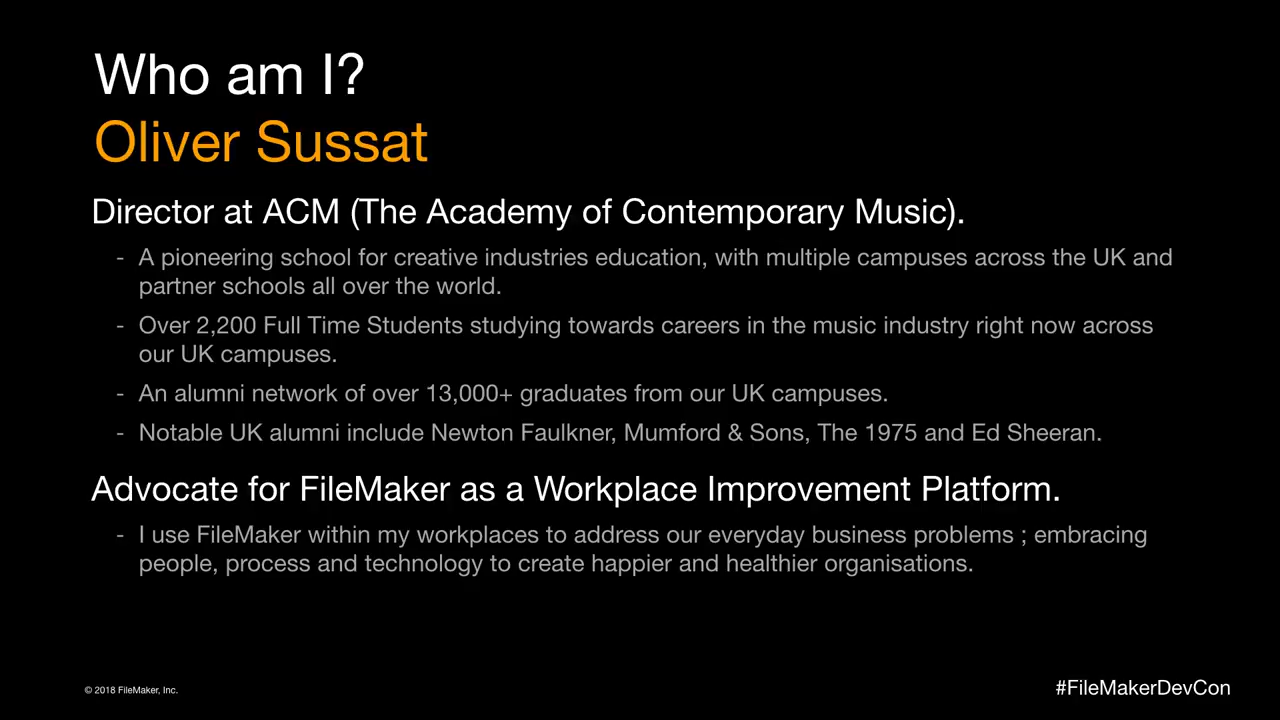 Who am I?
Oliver Sussat
Director at ACM (The Academy of Contemporary Music).
- A pioneering school for creative industries education, with multiple campuses across the UK and
partner schools all over the world.
- Over 2,200 Full Time Students studying towards careers in the music industry right now across
our UK campuses.
- An alumni network of over 13,000+ graduates from our UK campuses.
- Notable UK alumni include Newton Faulkner, Mumford & Sons, The 1975 and Ed Sheeran.
Advocate for FileMaker as a Workplace Improvement Platform.
- I use FileMaker within my workplaces to address our everyday business problems ; embracing
people, process and technology to create happier and healthier organisations.
© 2018 FileMaker, Inc.
#FileMakerDevCon